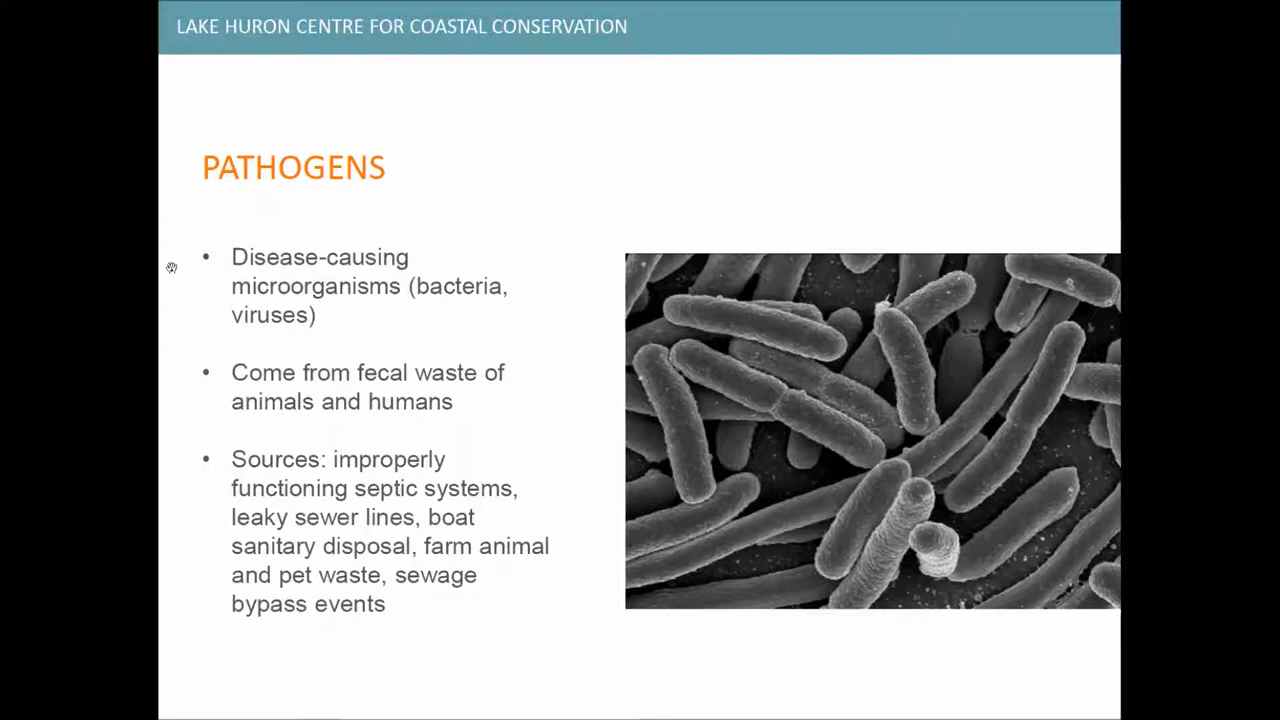 LAKE HURON CENTRE FOR COASTAL CONSERVATION
PATHOGENS
• Disease-causing
microorganisms (bacteria,
viruses)
• Come from fecal waste of
animals and humans
• Sources: improperly
functioning septic systems,
leaky sewer lines, boat
sanitary disposal, farm animal
and pet waste, sewage
bypass events